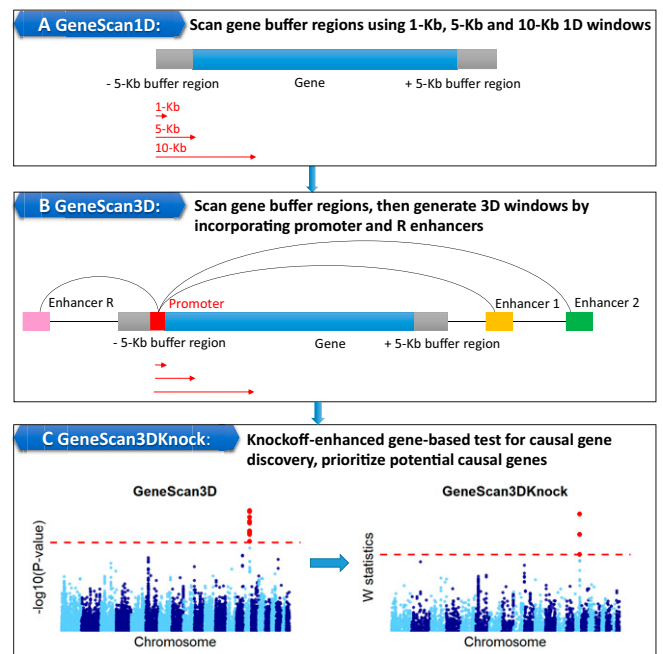 A GeneScan1D: Scan gene buffer regions using 1-Kb, 5-Kb and 10-Kb 1D windows
- 5-Kb buffer region Gene + 5-Kb buffer region
1-Kb
5-Kb
10-Kb
B GeneScan3D: Scan gene buffer regions, then generate 3D windows by
incorporating promoter and R enhancers
Enhancer R Promoter Enhancer 1 Enhancer 2
- 5-Kb buffer region Gene + 5-Kb buffer region
C GeneScan3DKnock: Knockoff-enhanced gene-based test for causal gene
discovery, prioritize potential causal genes
GeneScan3D
-log10(P-value)
Chromosome
GeneScan3DKnock
W statistics
Chromosome